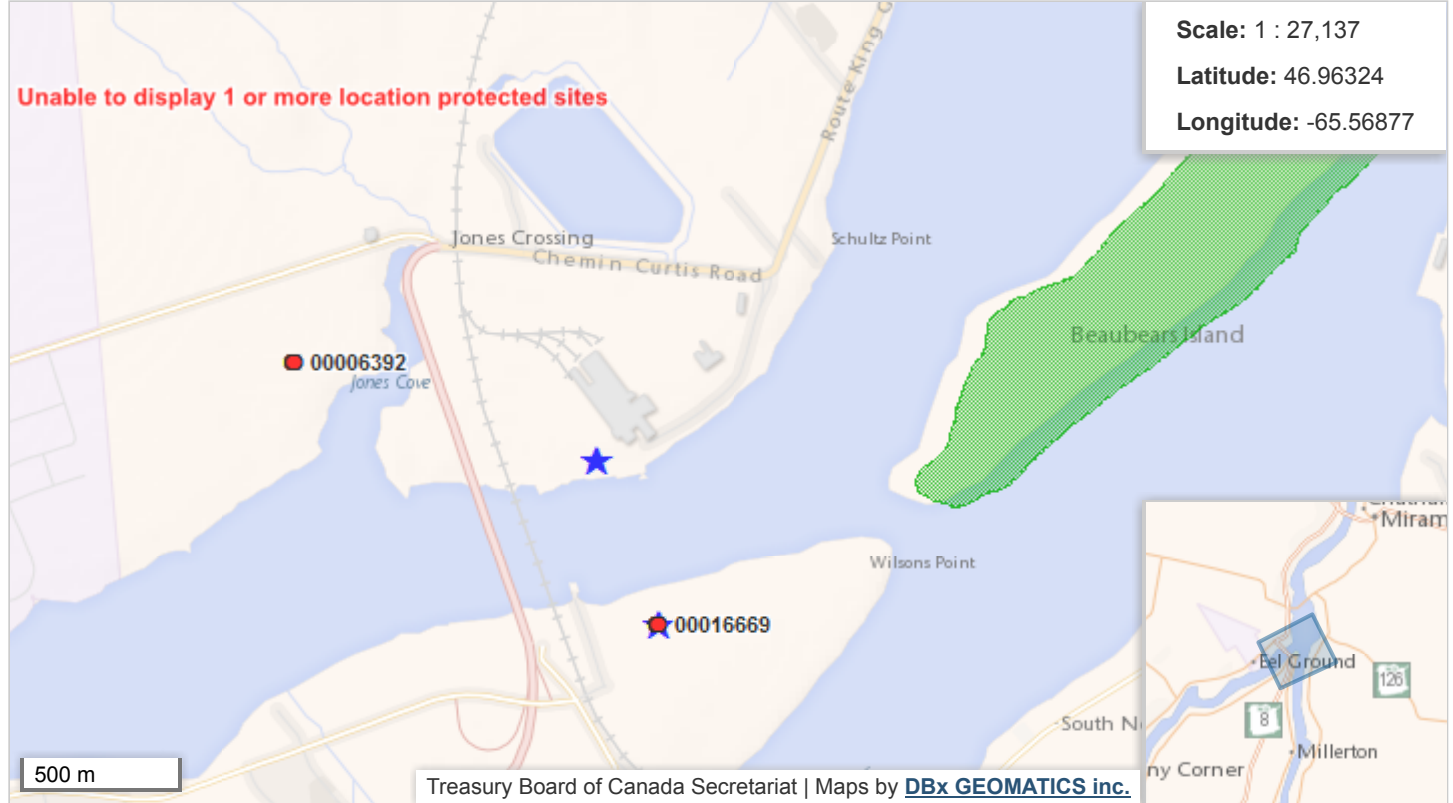 Unable to display 1 or more location protected sites
Scale: 1 : 27,137
Latitude: 46.96324
Longitude: -65.56877
Route King G
Jones Crossing
Chemin Curtis Road
Schultz Point
Beaubears Island
00006392
Jones Cove
Wilsons Point
00016669
South N
Miram
Eel Ground
126
8
Millerton
ny Corner
500 m
Treasury Board of Canada Secretariat | Maps by DBx GEOMATICS inc.